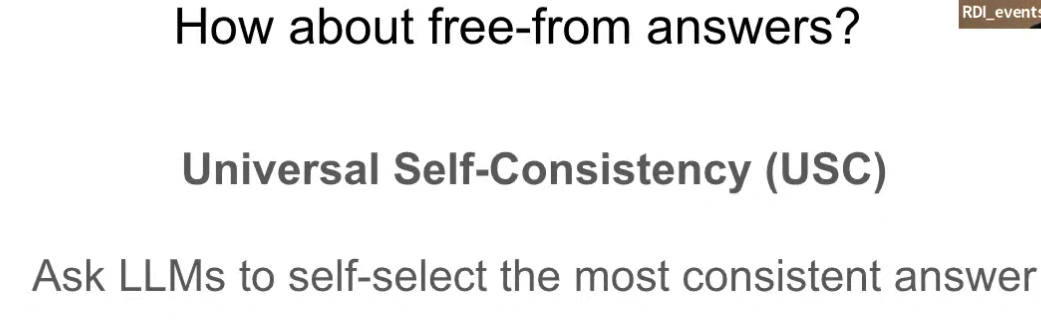 How about free-from answers?
RDI_events
Universal Self-Consistency (USC)
Ask LLMs to self-select the most consistent answer